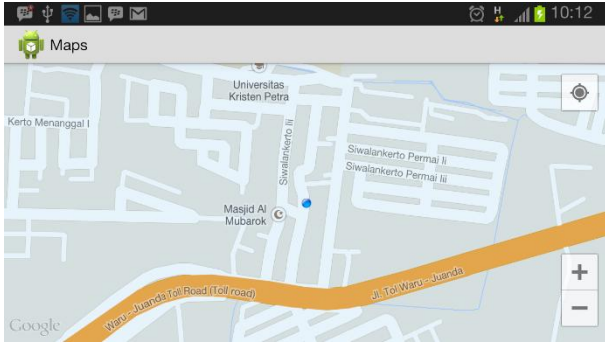 H
10:12
Maps
Universitas
Kristen Petra
Kerto Menanggal I
Siwalankerto Iii
Siwalankerto Permai Ii
Siwalankerto Permai Iii
Masjid Al
Mubarok
Waru - Juanda Toll Road (Toll road)
Jl. Tol Waru - Juanda
Google